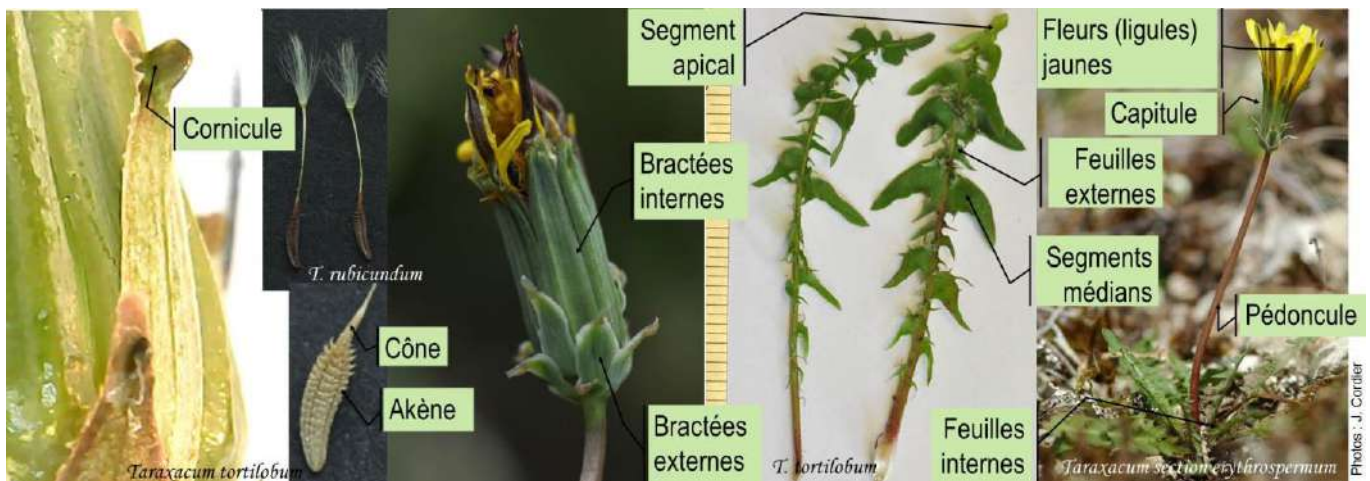 Cornicule
Taraxacum tortilobum
T. rubicundum
Cône
Akène
Bractées
internes
Bractées
externes
Segment
apical
Feuilles
externes
Segments
médians
T. tortilobum
Feuilles
internes
Fleurs (ligules)
jaunes
Capitule
Pédoncule
Taraxacum section erythrospermum
Photos : J. Cordier